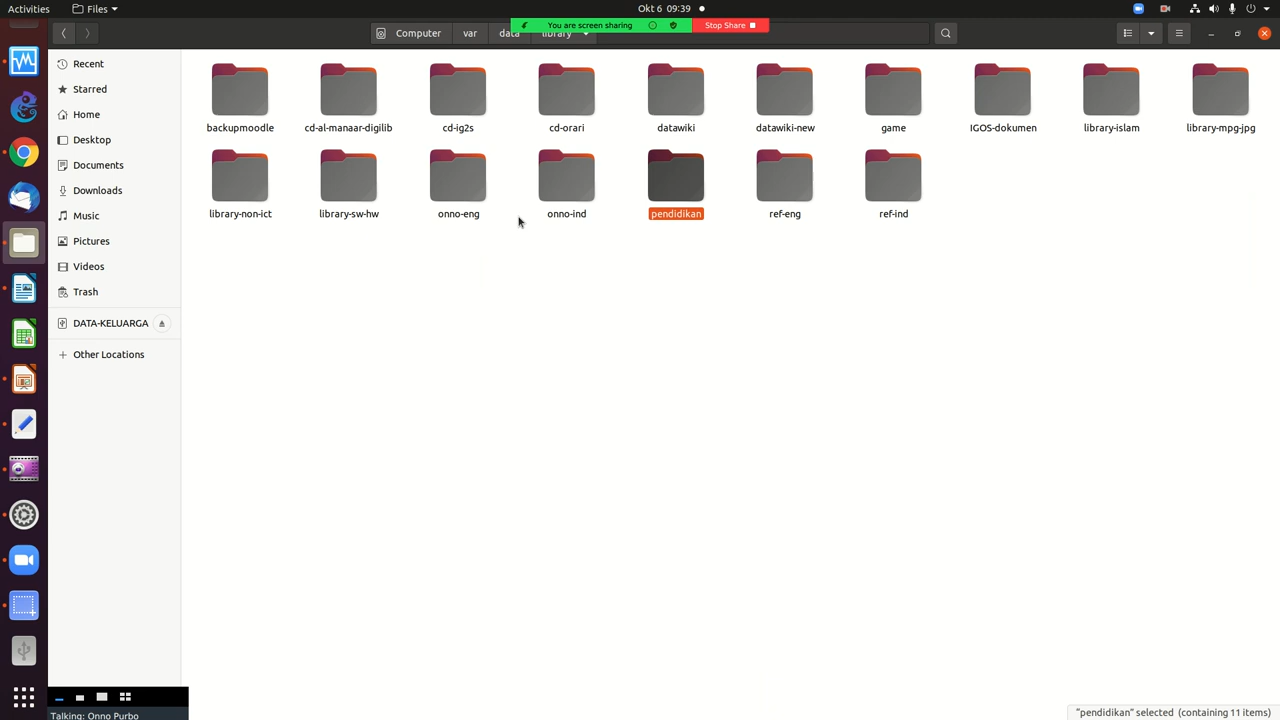 Activities Files Okt 6 09:39
You are screen sharing Stop Share
Computer var data library
Recent
Starred
Home
Desktop
Documents
Downloads
Music
Pictures
Videos
Trash
DATA-KELUARGA
Other Locations
backupmoodle cd-al-manaar-digilib cd-ig2s cd-orari datawiki datawiki-new game IGOS-dokumen library-islam library-mpg-jpg
library-non-ict library-sw-hw onno-eng onno-ind pendidikan ref-eng ref-ind
Talking: Onno Purbo
"pendidikan" selected (containing 11 items)